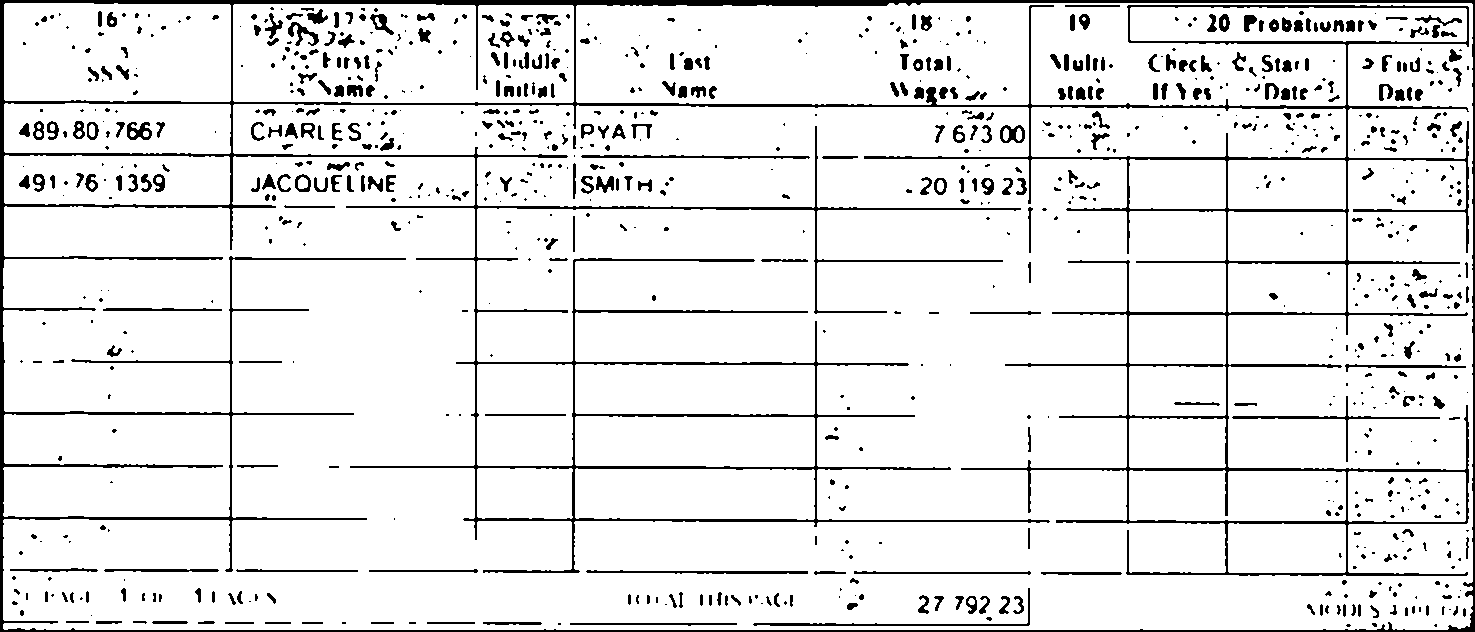 16 17 18 19 20 Probationary
SSN First Name Middle Initial Last Name Total Wages Multi-state Check If Yes Start Date End Date
489 80 7667 CHARLES PYATT 7 673 00
491 76 1359 JACQUELINE Y SMITH 20 119 23
PAGE 1 OF 1 PAGES TOTAL THIS PAGE 27 792 23